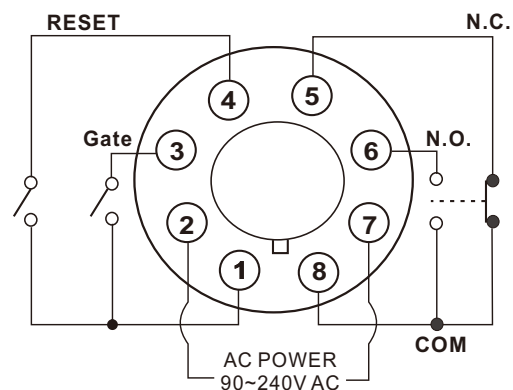 RESET
N.C.
4
5
Gate
3
6
N.O.
2
7
1
8
COM
AC POWER
90~240V AC